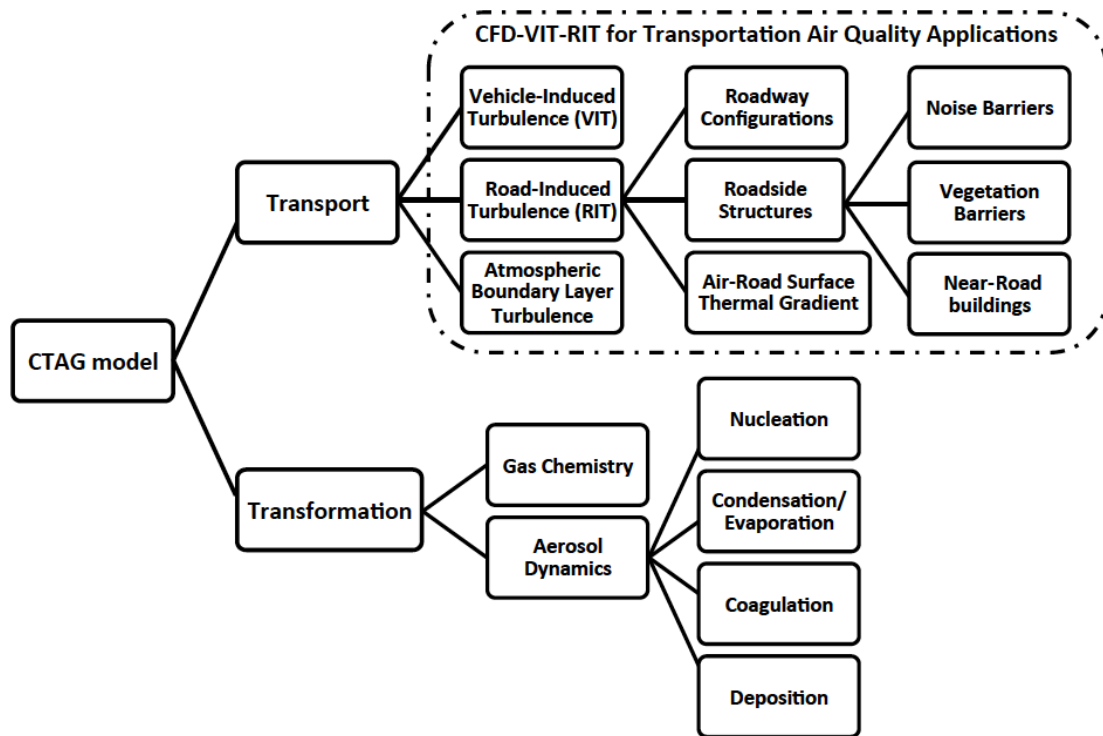 CFD-VIT-RIT for Transportation Air Quality Applications
Vehicle-Induced
Turbulence (VIT)
Roadway
Configurations
Noise Barriers
Transport
Road-Induced
Turbulence (RIT)
Roadside
Structures
Vegetation
Barriers
Atmospheric
Boundary Layer
Turbulence
Air-Road Surface
Thermal Gradient
Near-Road
buildings
CTAG model
Transformation
Gas Chemistry
Aerosol
Dynamics
Nucleation
Condensation/
Evaporation
Coagulation
Deposition